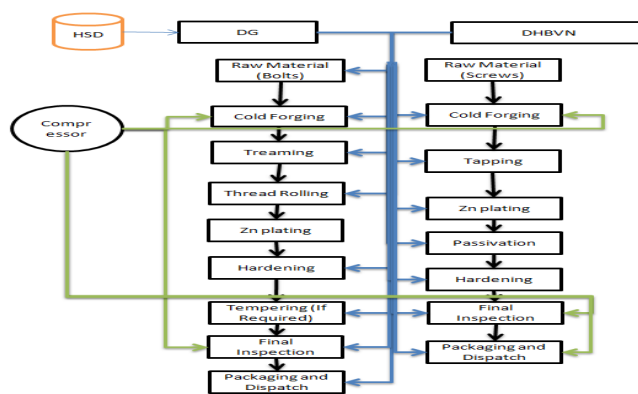 HSD
DG
DHBVN
Raw Material
(Bolts)
Raw Material
(Screws)
Compr
essor
Cold Forging
Cold Forging
Treaming
Tapping
Thread Rolling
Zn plating
Zn plating
Passivation
Hardening
Hardening
Tempering (If
Required)
Final
Inspection
Final
Inspection
Packaging and
Dispatch
Packaging and
Dispatch